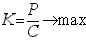 K = P/C → max